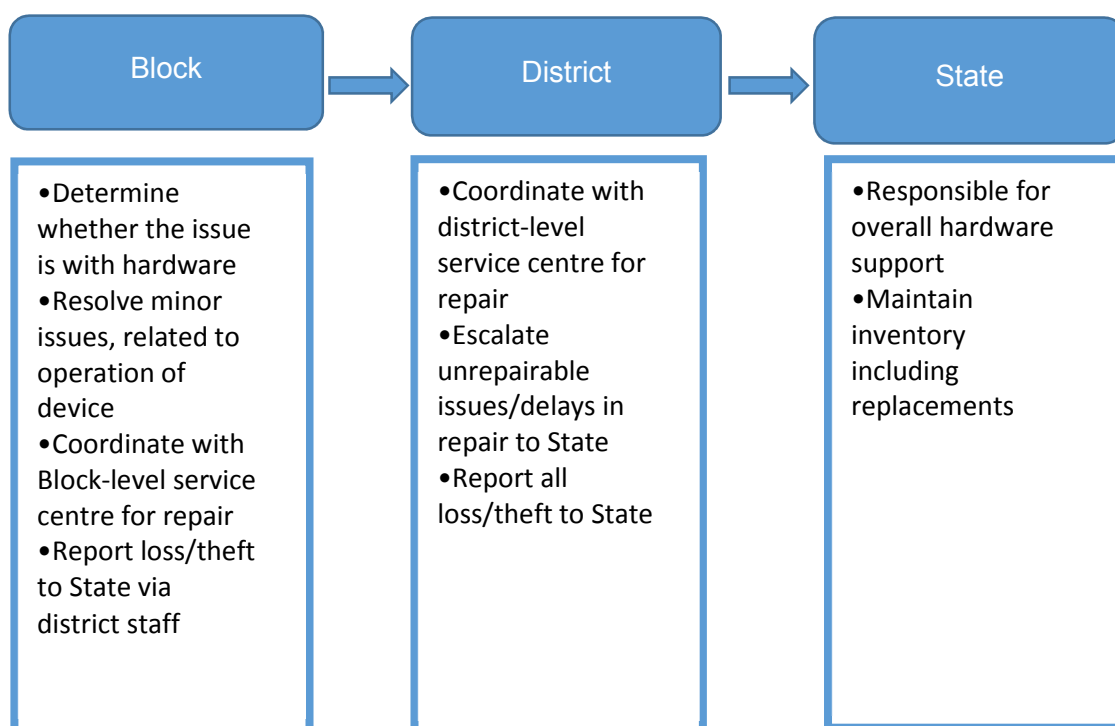 Block
•Determine
whether the issue
is with hardware
•Resolve minor
issues, related to
operation of
device
•Coordinate with
Block-level service
centre for repair
•Report loss/theft
to State via
district staff
District
•Coordinate with
district-level
service centre for
repair
•Escalate
unrepairable
issues/delays in
repair to State
•Report all
loss/theft to State
State
•Responsible for
overall hardware
support
•Maintain
inventory
including
replacements